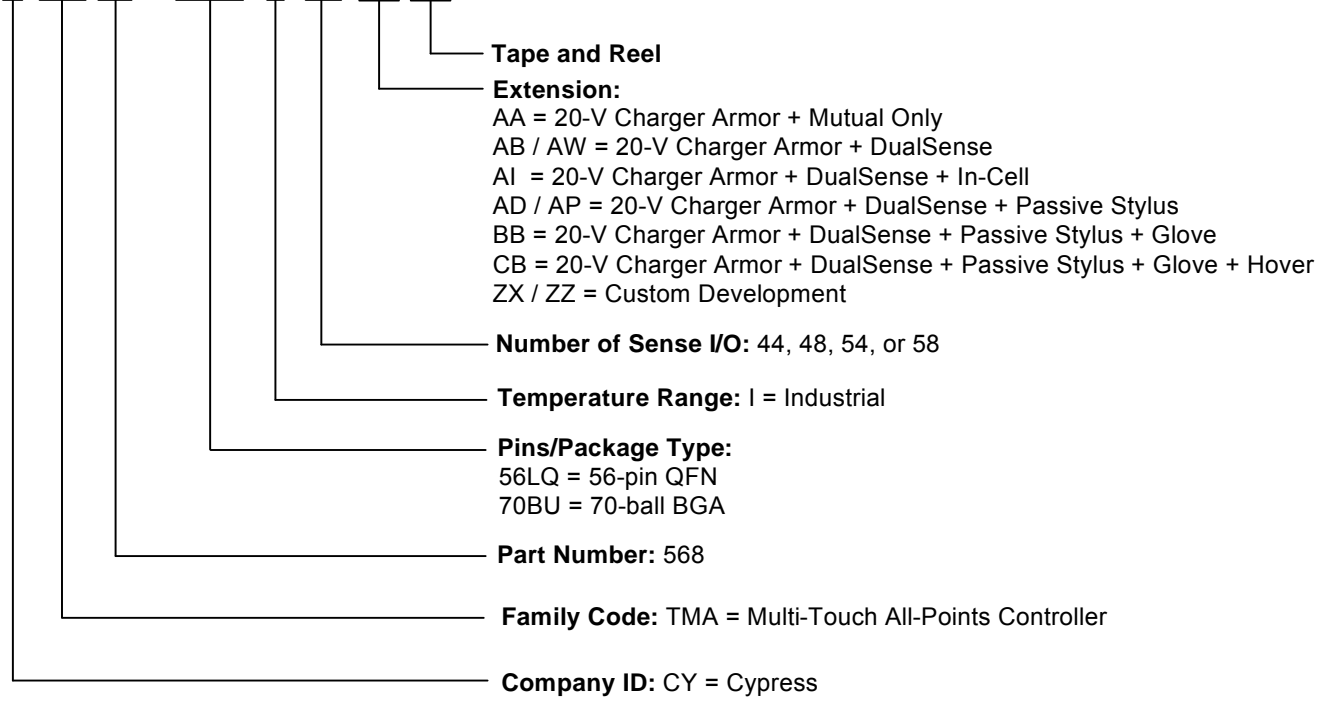 Tape and Reel
Extension:
AA = 20-V Charger Armor + Mutual Only
AB / AW = 20-V Charger Armor + DualSense
AI = 20-V Charger Armor + DualSense + In-Cell
AD / AP = 20-V Charger Armor + DualSense + Passive Stylus
BB = 20-V Charger Armor + DualSense + Passive Stylus + Glove
CB = 20-V Charger Armor + DualSense + Passive Stylus + Glove + Hover
ZX / ZZ = Custom Development
Number of Sense I/O: 44, 48, 54, or 58
Temperature Range: I = Industrial
Pins/Package Type:
56LQ = 56-pin QFN
70BU = 70-ball BGA
Part Number: 568
Family Code: TMA = Multi-Touch All-Points Controller
Company ID: CY = Cypress